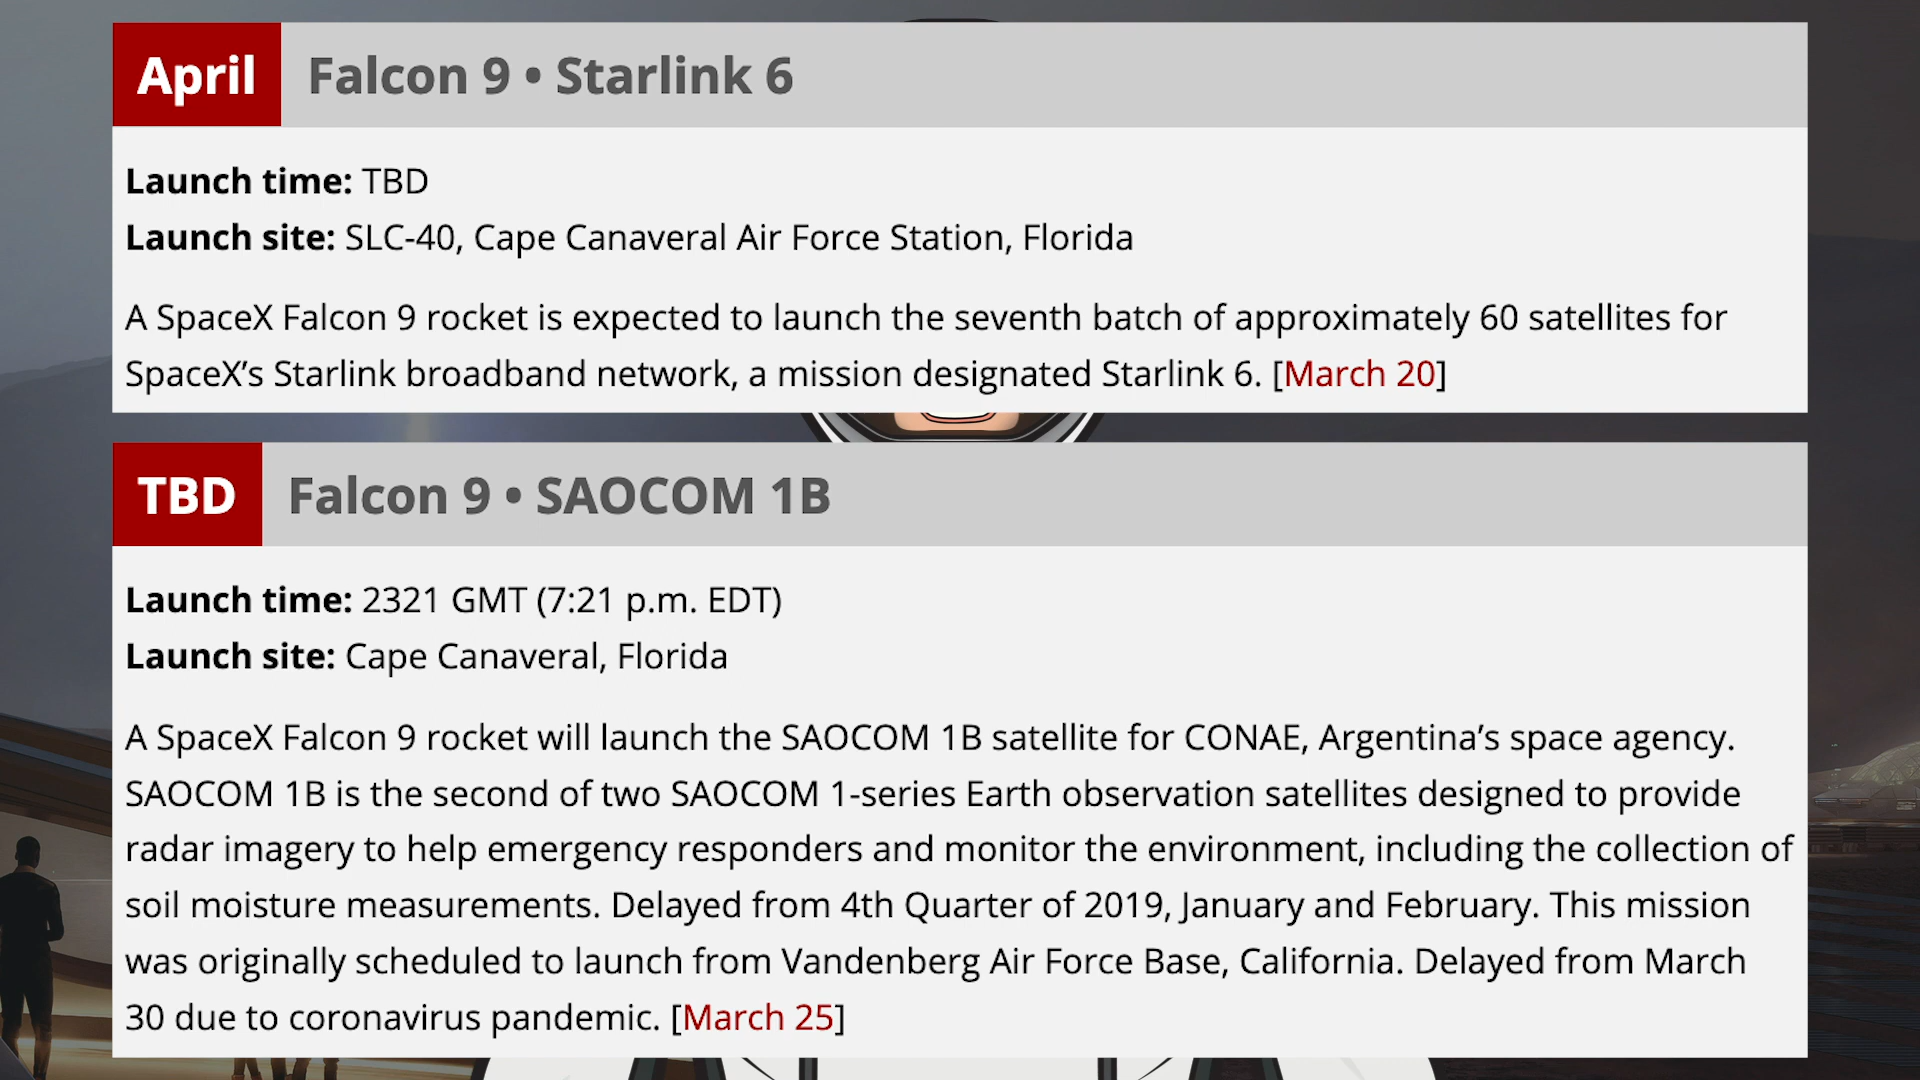 April
Falcon 9 • Starlink 6
Launch time: TBD
Launch site: SLC-40, Cape Canaveral Air Force Station, Florida
A SpaceX Falcon 9 rocket is expected to launch the seventh batch of approximately 60 satellites for
SpaceX’s Starlink broadband network, a mission designated Starlink 6. [March 20]
TBD
Falcon 9 • SAOCOM 1B
Launch time: 2321 GMT (7:21 p.m. EDT)
Launch site: Cape Canaveral, Florida
A SpaceX Falcon 9 rocket will launch the SAOCOM 1B satellite for CONAE, Argentina’s space agency.
SAOCOM 1B is the second of two SAOCOM 1-series Earth observation satellites designed to provide
radar imagery to help emergency responders and monitor the environment, including the collection of
soil moisture measurements. Delayed from 4th Quarter of 2019, January and February. This mission
was originally scheduled to launch from Vandenberg Air Force Base, California. Delayed from March
30 due to coronavirus pandemic. [March 25]